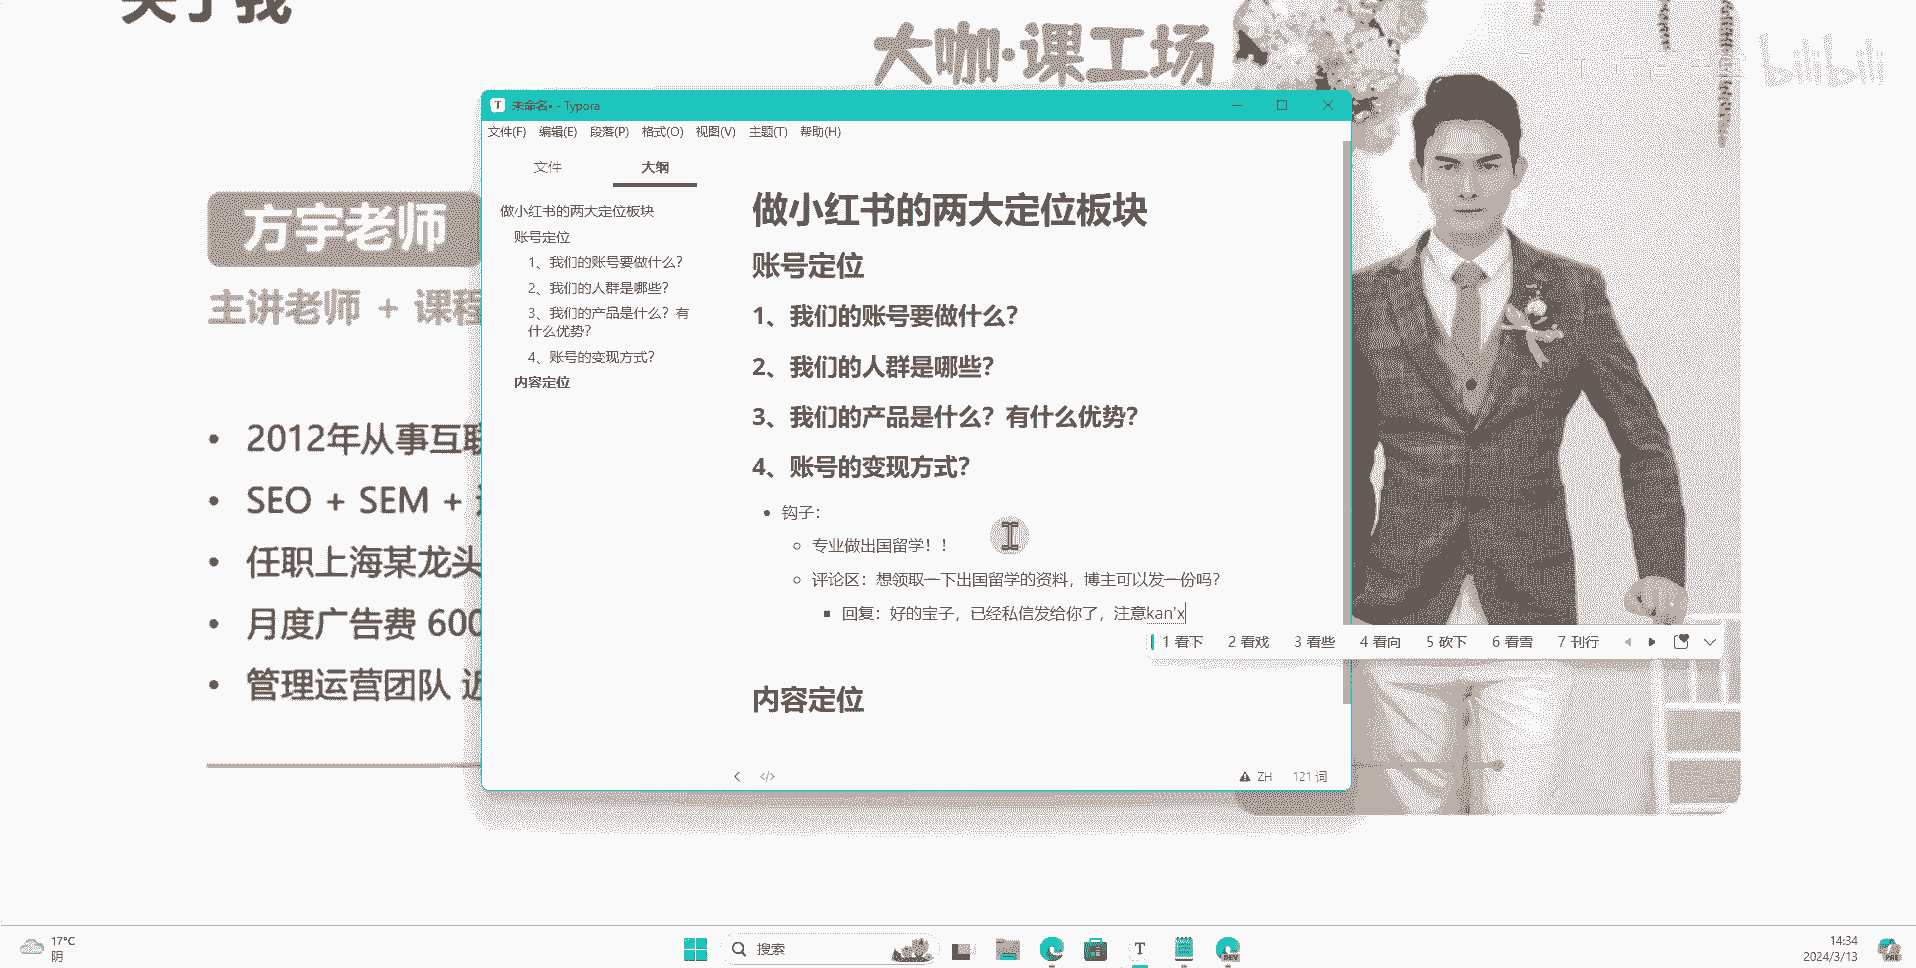 关于我
大咖·课工场
bilibili
方宇老师
主讲老师 + 课程
2012年从事互联
SEO + SEM +
任职上海某龙头
月度广告费 600
管理运营团队 近
未命名• - Typora
文件(F) 编辑(E) 段落(P) 格式(O) 视图(V) 主题(T) 帮助(H)
文件 大纲
做小红书的两大定位板块
账号定位
1、我们的账号要做什么?
2、我们的人群是哪些?
3、我们的产品是什么？有
什么优势?
4、账号的变现方式?
内容定位
做小红书的两大定位板块
账号定位
1、我们的账号要做什么?
2、我们的人群是哪些?
3、我们的产品是什么？有什么优势?
4、账号的变现方式?
钩子：
专业做出国留学！！
评论区：想领取一下出国留学的资料，博主可以发一份吗?
回复：好的宝子，已经私信发给你了，注意kan'x
1 看下 2 看戏 3 看些 4 看向 5 砍下 6 看雪 7 刊行
内容定位
</> ZH 121 词
17°C
阴
搜索
T
DEV
14:34
2024/3/13
PRE